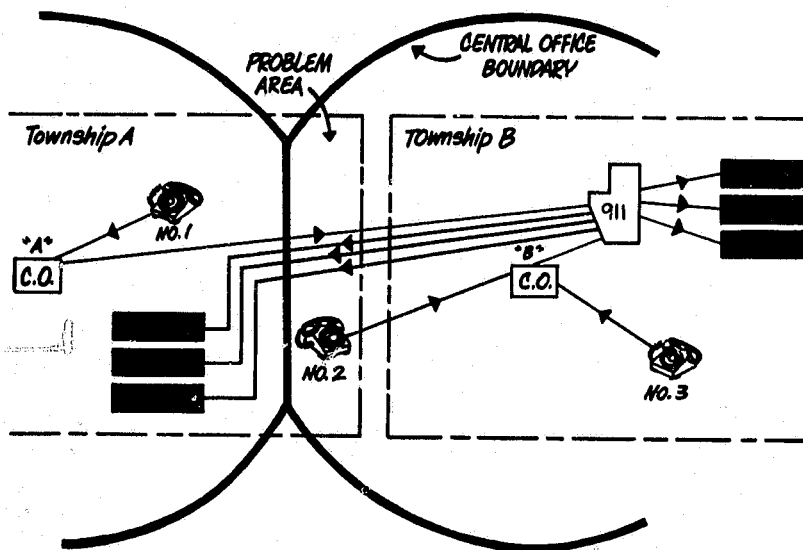 CENTRAL OFFICE
BOUNDARY
PROBLEM
AREA
Township A
Township B
911
NO.1
"A"
C.O.
"B"
C.O.
NO.2
NO.3